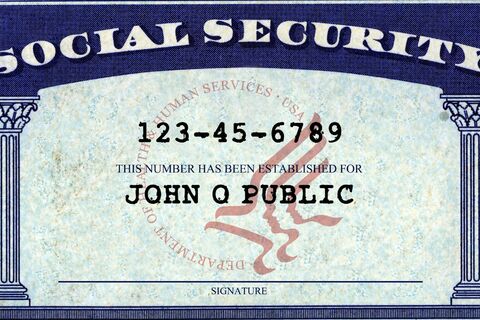 SOCIAL SECURITY
DEPARTMENT OF & HUMAN SERVICES · USA
123-45-6789
THIS NUMBER HAS BEEN ESTABLISHED FOR
JOHN Q PUBLIC
SIGNATURE